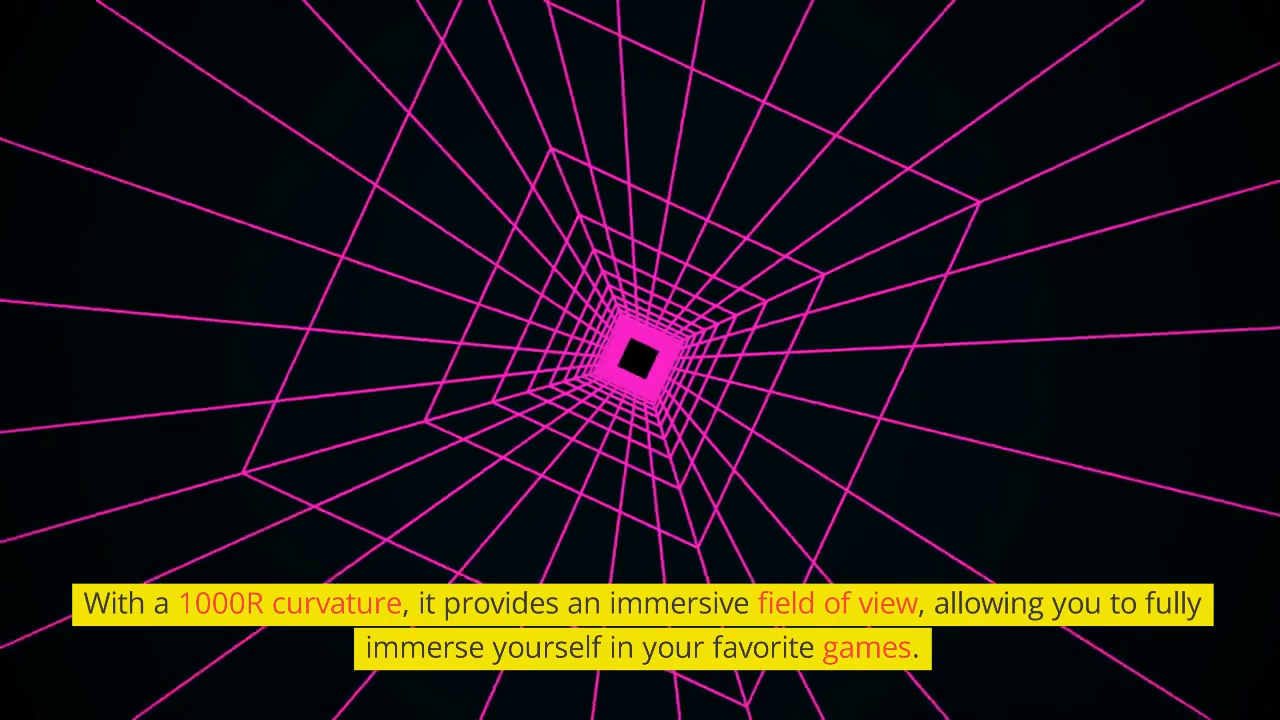 With a 1000R curvature, it provides an immersive field of view, allowing you to fully
immerse yourself in your favorite games.